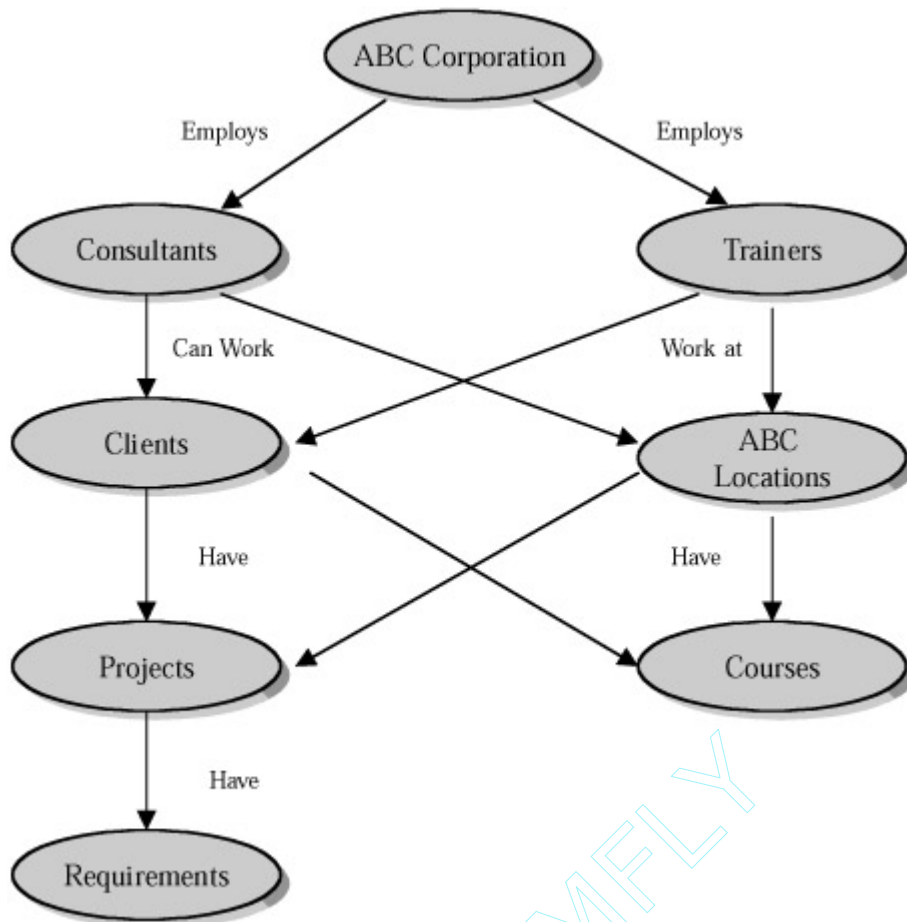 ABC Corporation
Employs
Employs
Consultants
Trainers
Can Work
Work at
Clients
ABC
Locations
Have
Have
Projects
Courses
Have
Requirements
MFLY